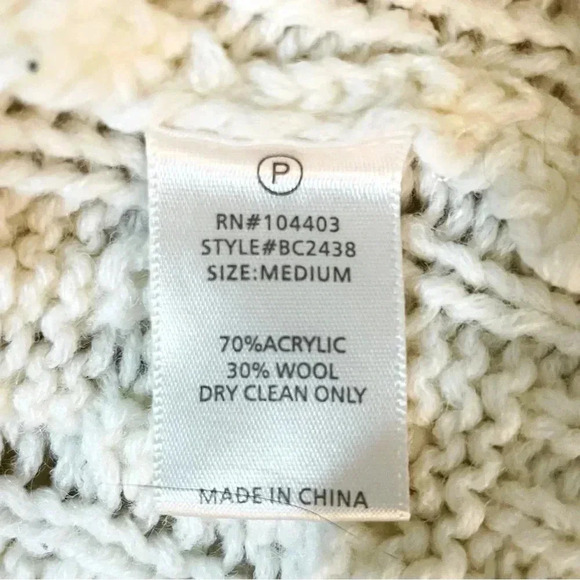 P
RN#104403
STYLE#BC2438
SIZE:MEDIUM
70%ACRYLIC
30% WOOL
DRY CLEAN ONLY
MADE IN CHINA